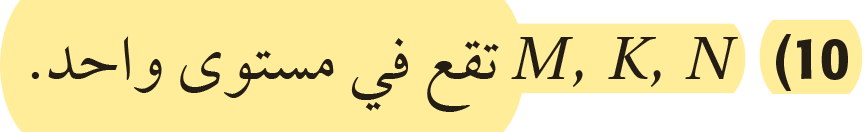 (10 M, K, N تقع في مستوى واحد.